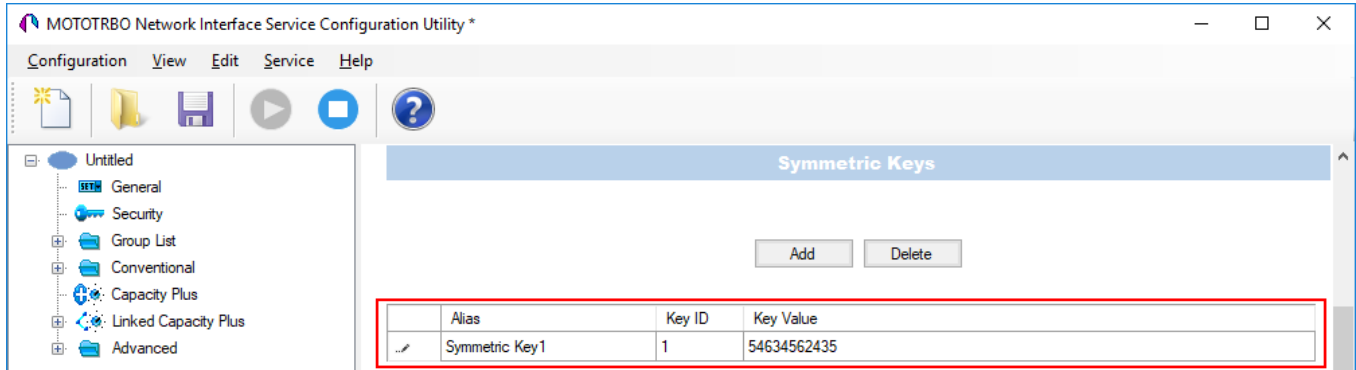 MOTOTRBO Network Interface Service Configuration Utility *
Configuration View Edit Service Help
Untitled
General
Security
Group List
Conventional
Capacity Plus
Linked Capacity Plus
Advanced
Symmetric Keys
Add Delete
Alias Key ID Key Value
Symmetric Key1 1 54634562435